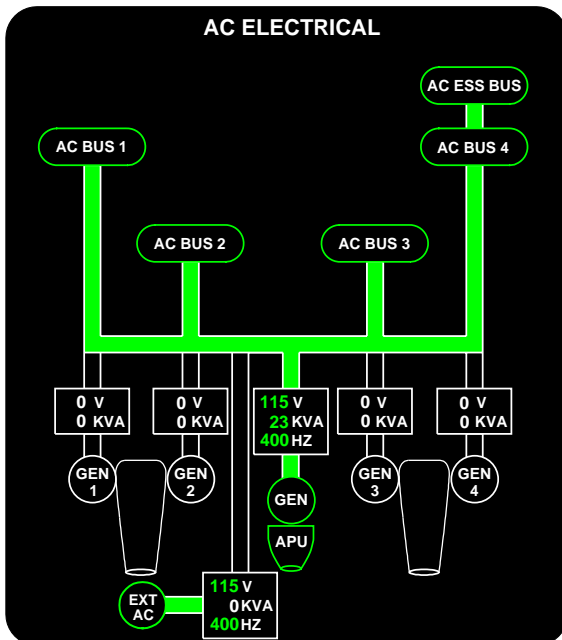 AC ELECTRICAL
AC ESS BUS
AC BUS 1
AC BUS 4
AC BUS 2
AC BUS 3
0 V
0 KVA
0 V
0 KVA
115 V
23 KVA
400 HZ
0 V
0 KVA
0 V
0 KVA
GEN
1
GEN
2
GEN
GEN
3
GEN
4
APU
EXT
AC
115 V
0 KVA
400 HZ